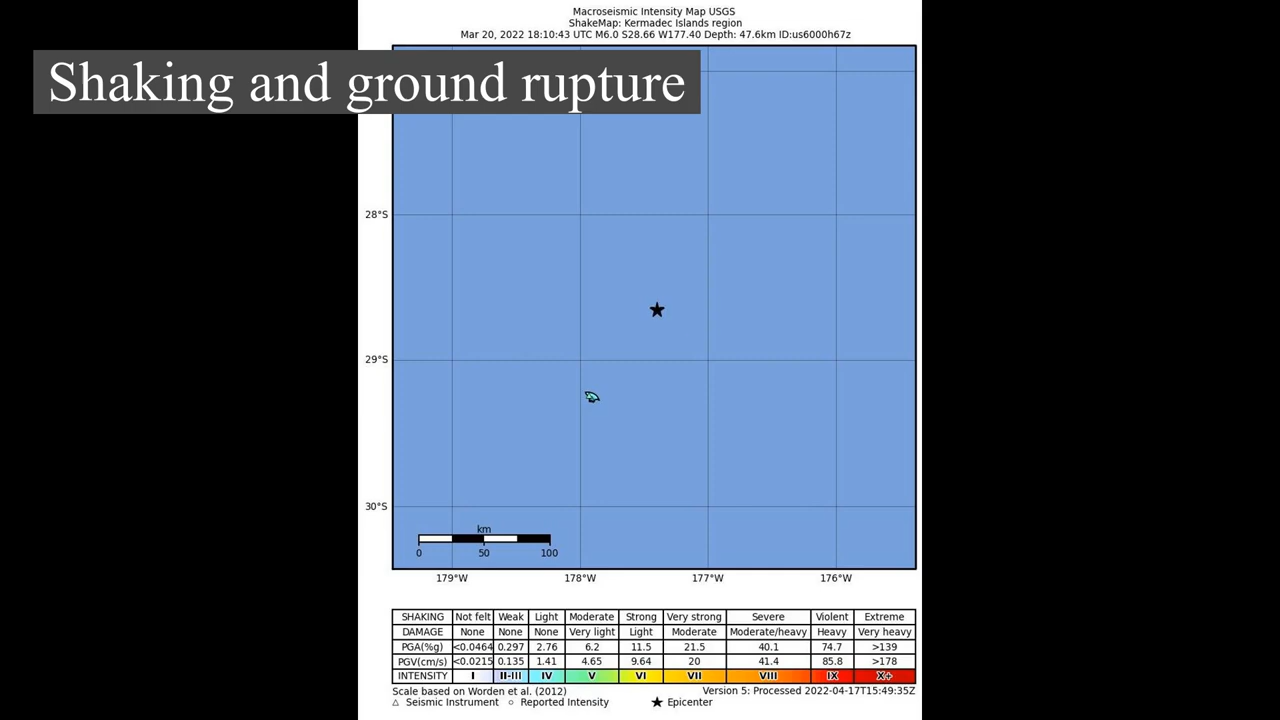 Macroseismic Intensity Map USGS
ShakeMap: Kermadec Islands region
Mar 20, 2022 18:10:43 UTC M6.0 S28.66 W177.40 Depth: 47.6km ID:us6000h67z
Shaking and ground rupture
28°S
29°S
30°S
km
0 50 100
179°W 178°W 177°W 176°W
SHAKING Not felt Weak Light Moderate Strong Very strong Severe Violent Extreme
DAMAGE None None None Very light Light Moderate Moderate/heavy Heavy Very heavy
PGA(%g) <0.0464 0.297 2.76 6.2 11.5 21.5 40.1 74.7 >139
PGV(cm/s) <0.0215 0.135 1.41 4.65 9.64 20 41.4 85.8 >178
INTENSITY I II-III IV V VI VII VIII IX X+
Scale based on Worden et al. (2012) Version 5: Processed 2022-04-17T15:49:35Z
△ Seismic Instrument ○ Reported Intensity ★ Epicenter